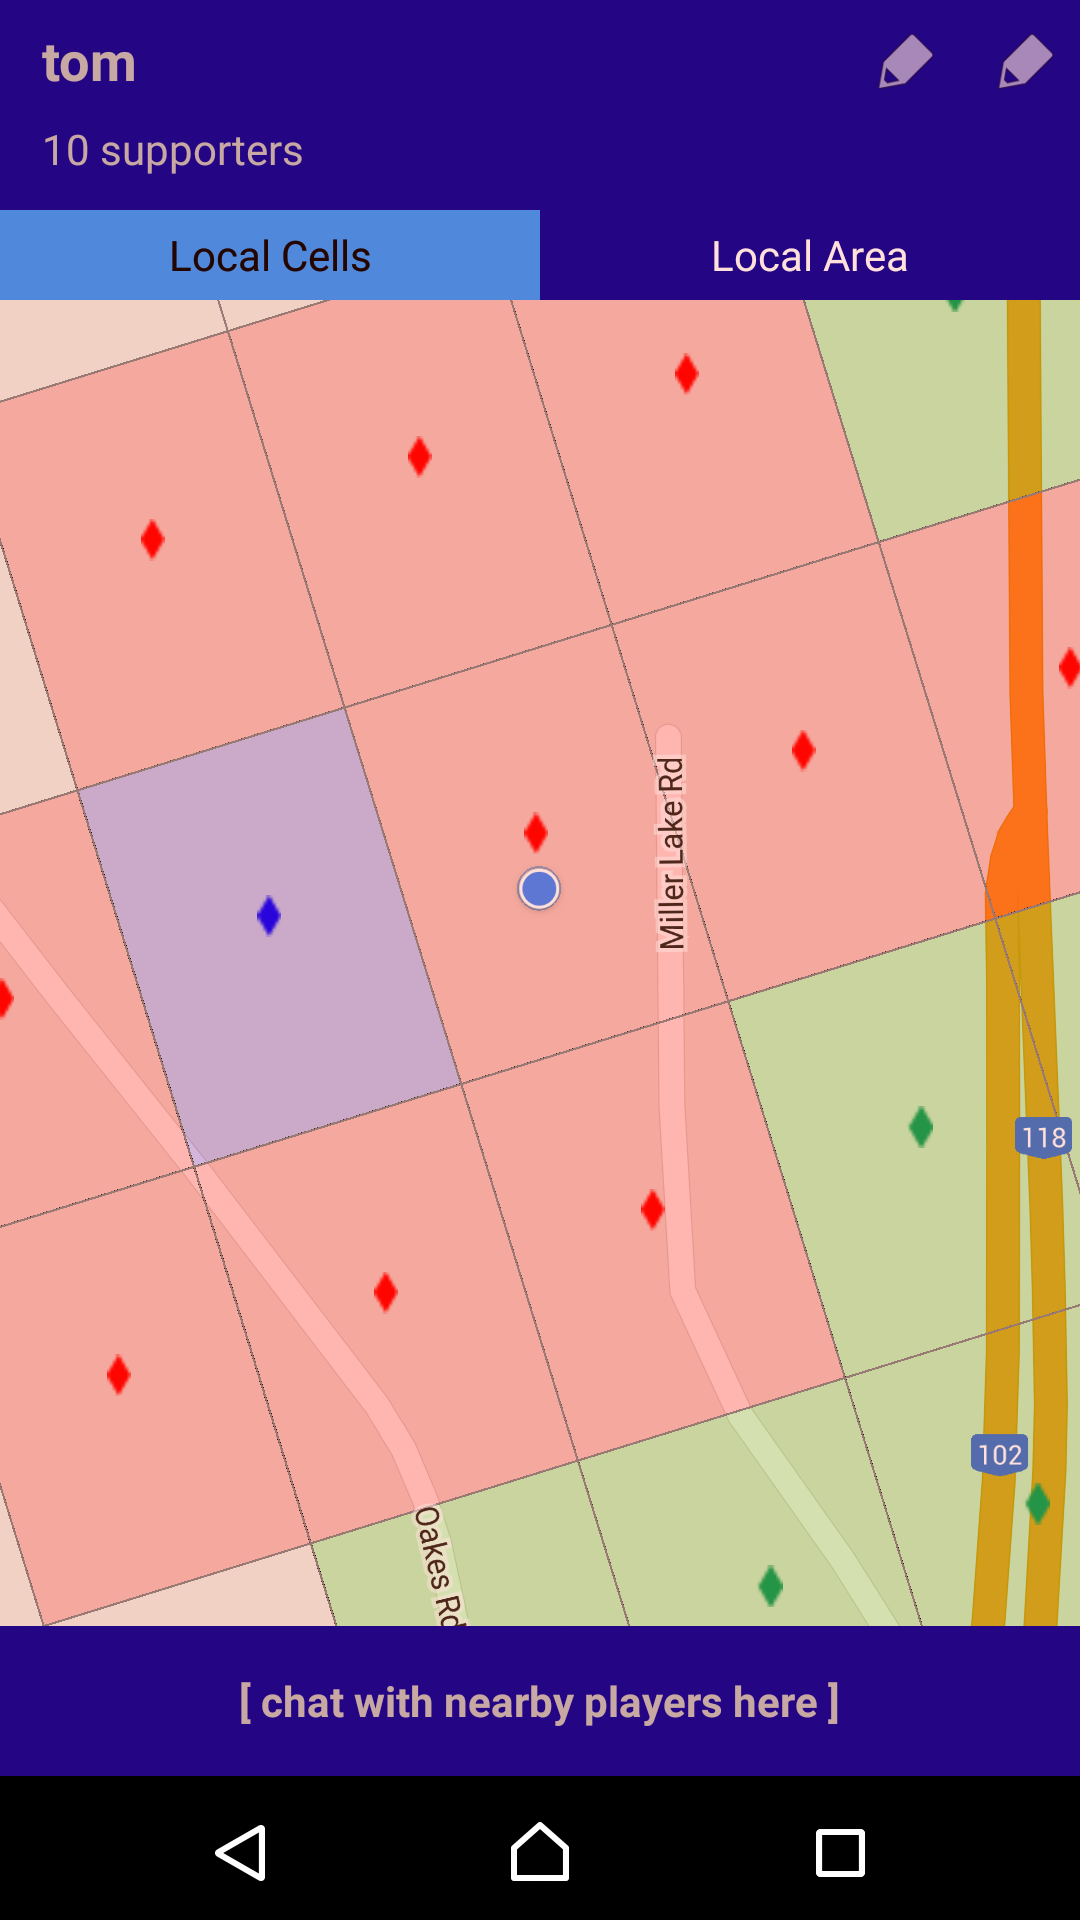 tom
10 supporters
Local Cells
Local Area
Miller Lake Rd
118
102
Oakes Rd
[ chat with nearby players here ]